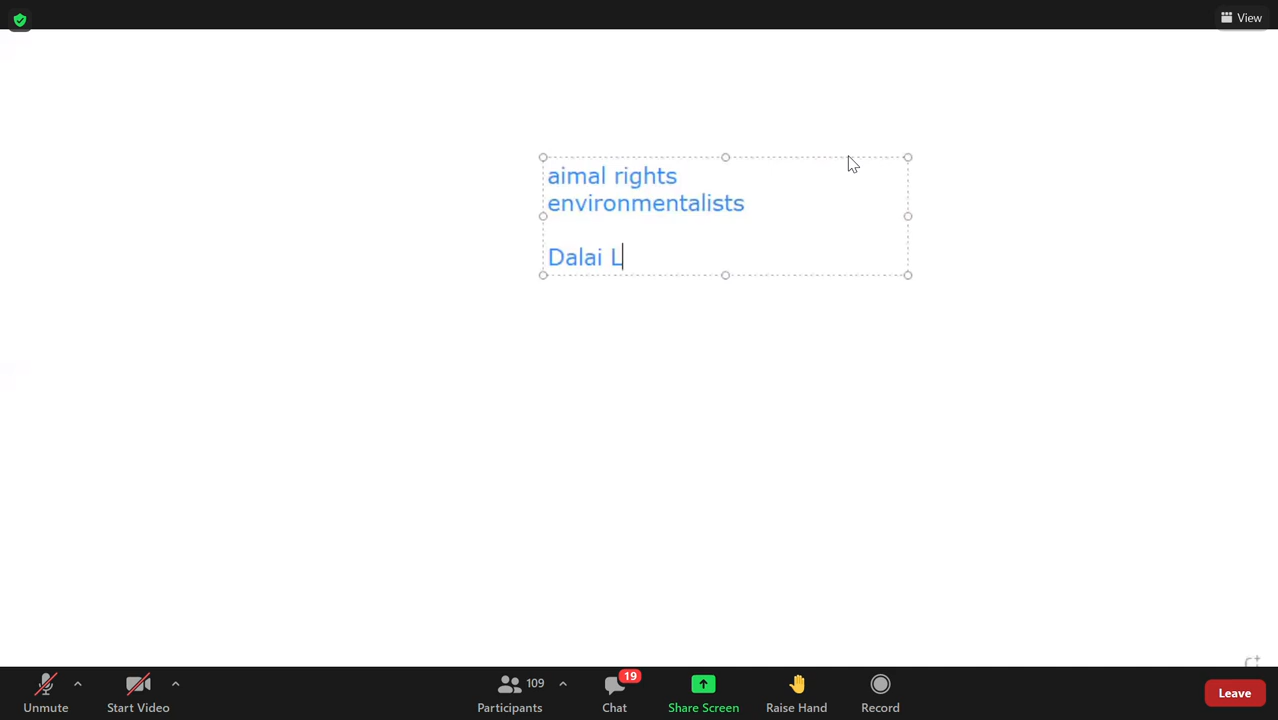 View
aimal rights
environmentalists
Dalai L
109
19
Unmute
Start Video
Participants
Chat
Share Screen
Raise Hand
Record
Leave